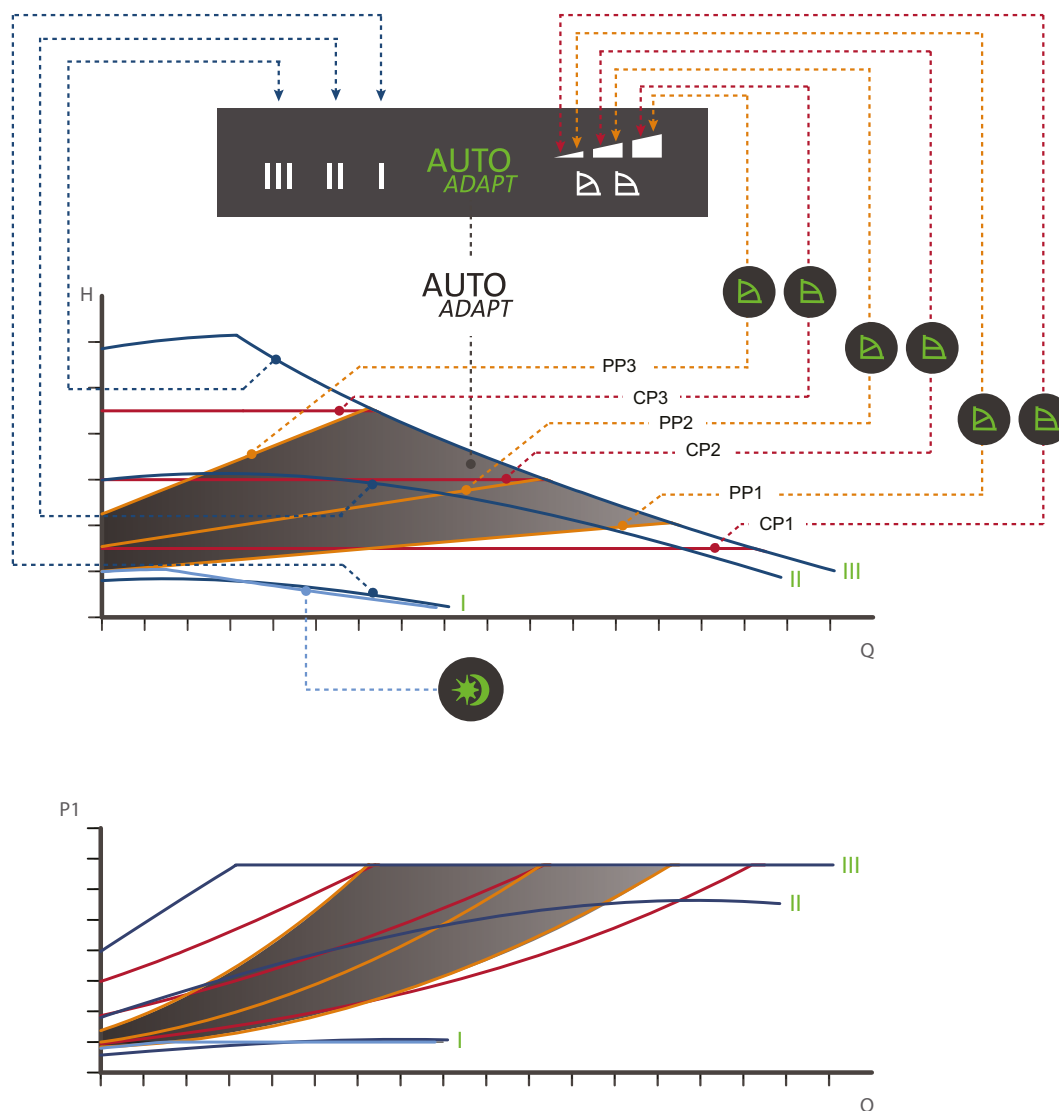 III II I AUTO
ADAPT
AUTO
ADAPT
H
PP3
CP3
PP2
CP2
PP1
CP1
III
II
I
Q
P1
III
II
I
Q